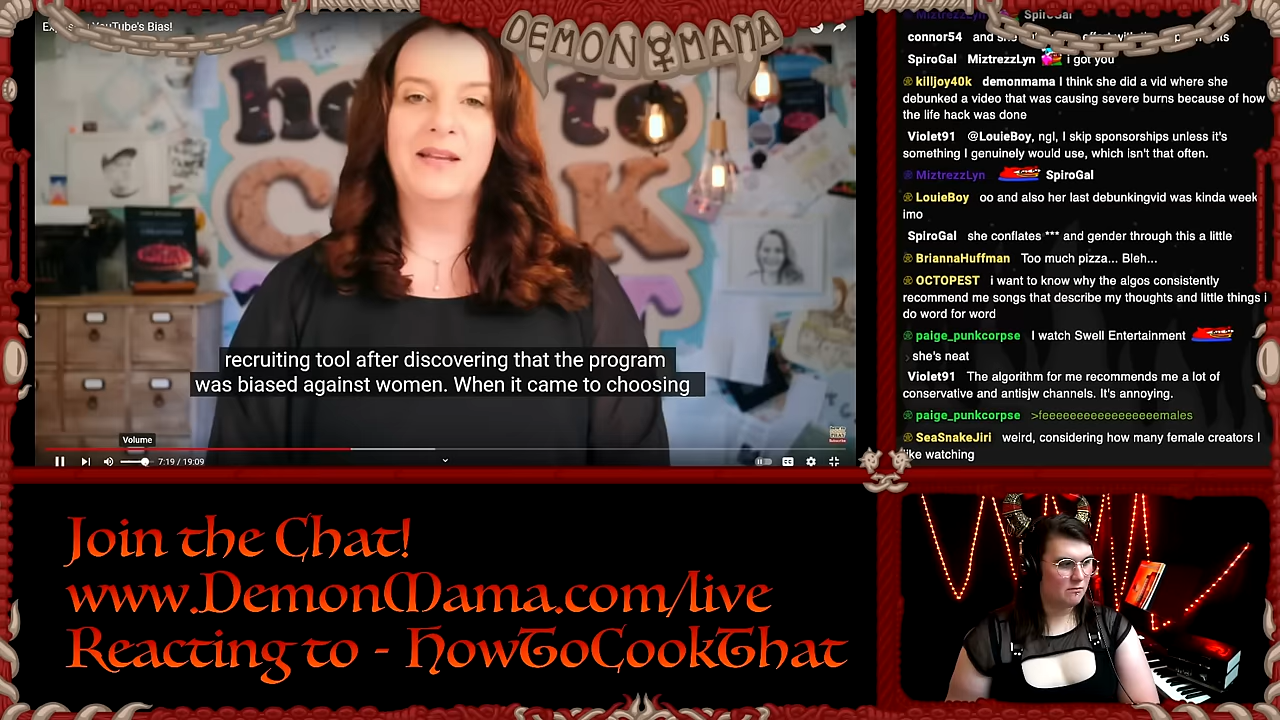 Ex YouTube's Bias!
DEMON MAMA
how to
COOK
recruiting tool after discovering that the program
was biased against women. When it came to choosing
Volume
7:19 / 19:09
MiztrezzLyn SpiroGal
connor54 and
SpiroGal MiztrezzLyn i got you
killjoy40k demonmama I think she did a vid where she
debunked a video that was causing severe burns because of how
the life hack was done
Violet91 @LouieBoy, ngl, I skip sponsorships unless it's
something I genuinely would use, which isn't that often.
MiztrezzLyn SpiroGal
LouieBoy oo and also her last debunkingvid was kinda week
imo
SpiroGal she conflates *** and gender through this a little
BriannaHuffman Too much pizza... Bleh...
OCTOPEST i want to know why the algos consistently
recommend me songs that describe my thoughts and little things i
do word for word
paige_punkcorpse I watch Swell Entertainment
she's neat
Violet91 The algorithm for me recommends me a lot of
conservative and antisjw channels. It's annoying.
paige_punkcorpse >feeeeeeeeeeeeeeeeemales
SeaSnakeJiri weird, considering how many female creators I
like watching
Join the Chat!
www.DemonMama.com/live
Reacting to - HowToCookThat